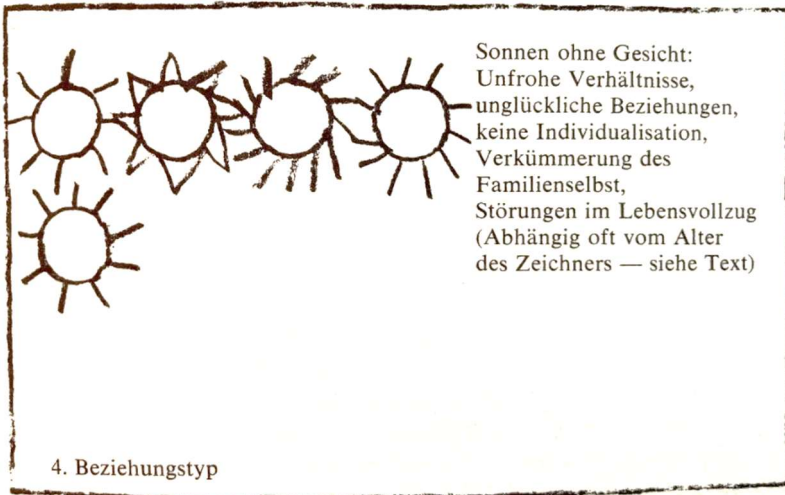 Sonnen ohne Gesicht:
Unfrohe Verhältnisse,
unglückliche Beziehungen,
keine Individualisation,
Verkümmerung des
Familienselbst,
Störungen im Lebensvollzug
(Abhängig oft vom Alter
des Zeichners — siehe Text)
4. Beziehungstyp